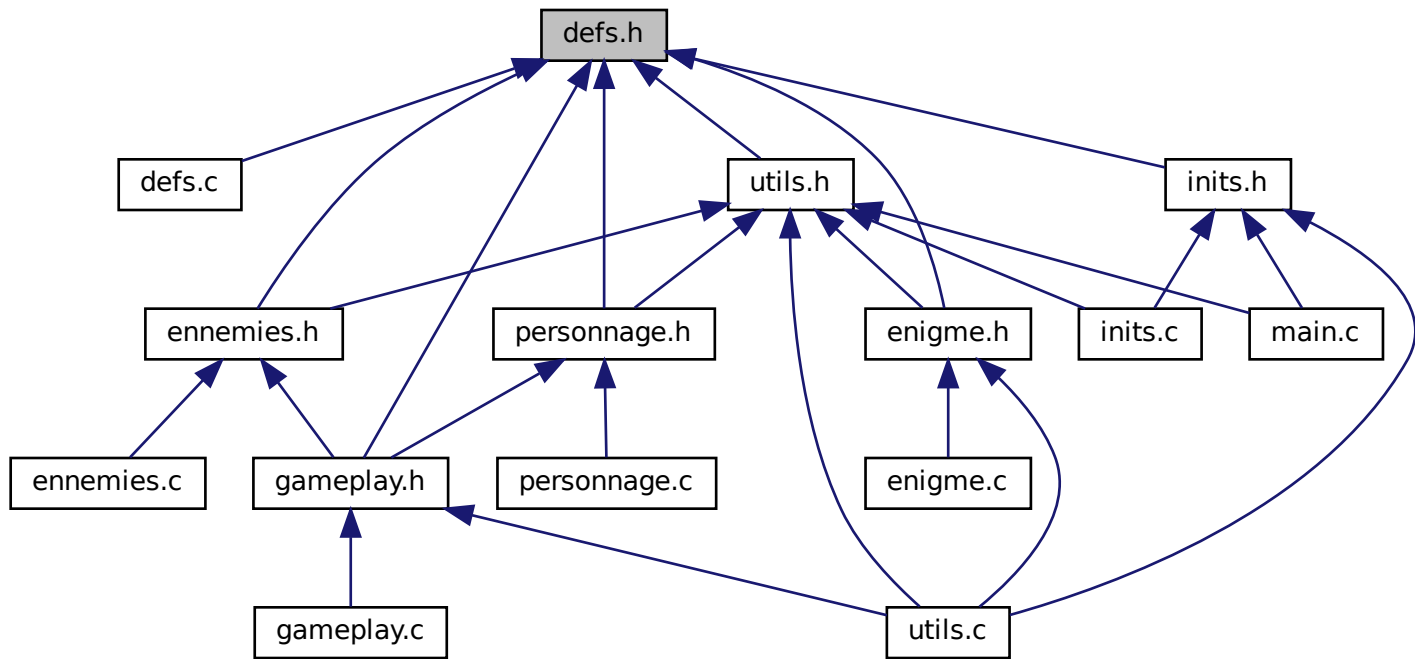 defs.h
defs.c
utils.h
inits.h
ennemies.h
personnage.h
enigme.h
inits.c
main.c
ennemies.c
gameplay.h
personnage.c
enigme.c
gameplay.c
utils.c